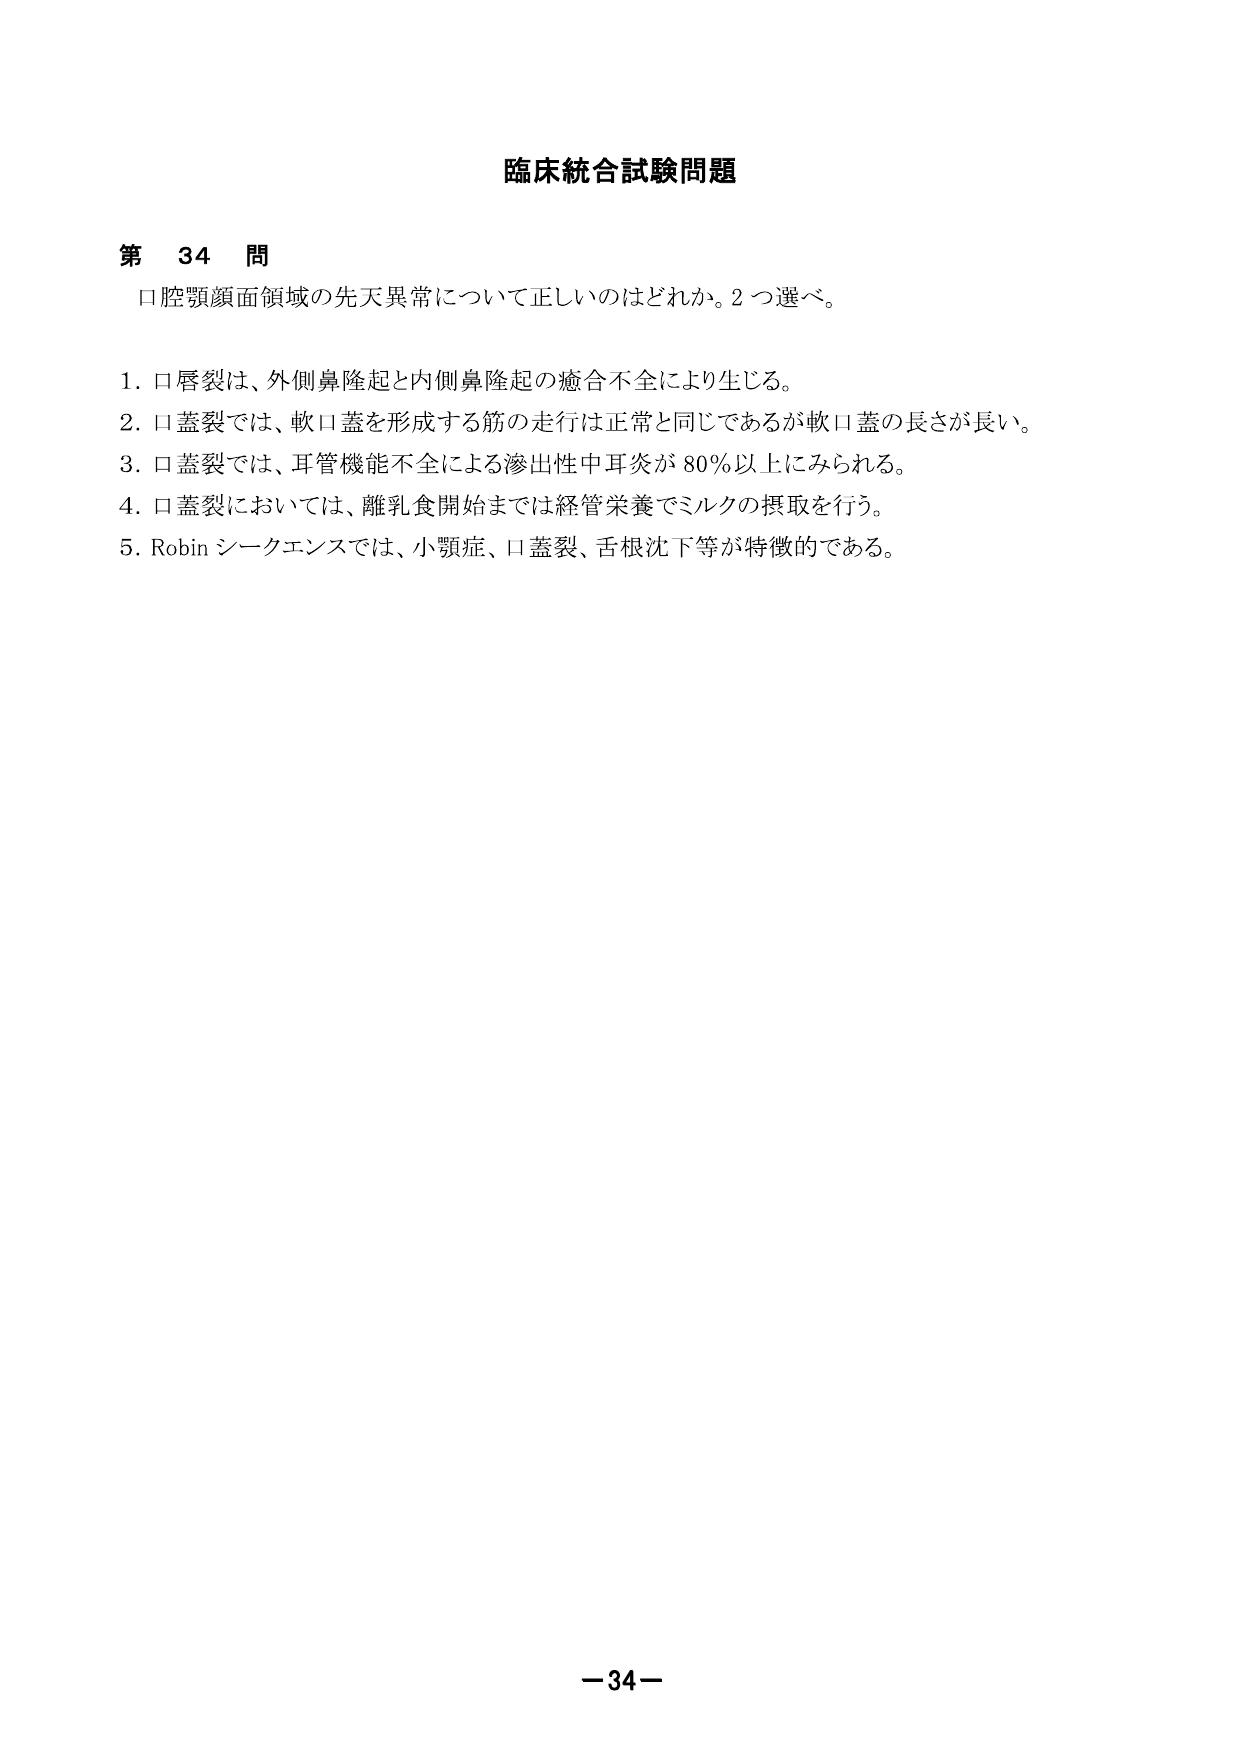 臨床統合試験問題
第 34 問
口腔顎顔面領域の先天異常について正しいのはどれか。2 つ選べ。
1. 口唇裂は、外側鼻隆起と内側鼻隆起の癒合不全により生じる。
2. 口蓋裂では、軟口蓋を形成する筋の走行は正常と同じであるが軟口蓋の長さが長い。
3. 口蓋裂では、耳管機能不全による滲出性中耳炎が 80%以上にみられる。
4. 口蓋裂においては、離乳食開始までは経管栄養でミルクの摂取を行う。
5. Robin シークエンスでは、小顎症、口蓋裂、舌根沈下等が特徴的である。
－34－